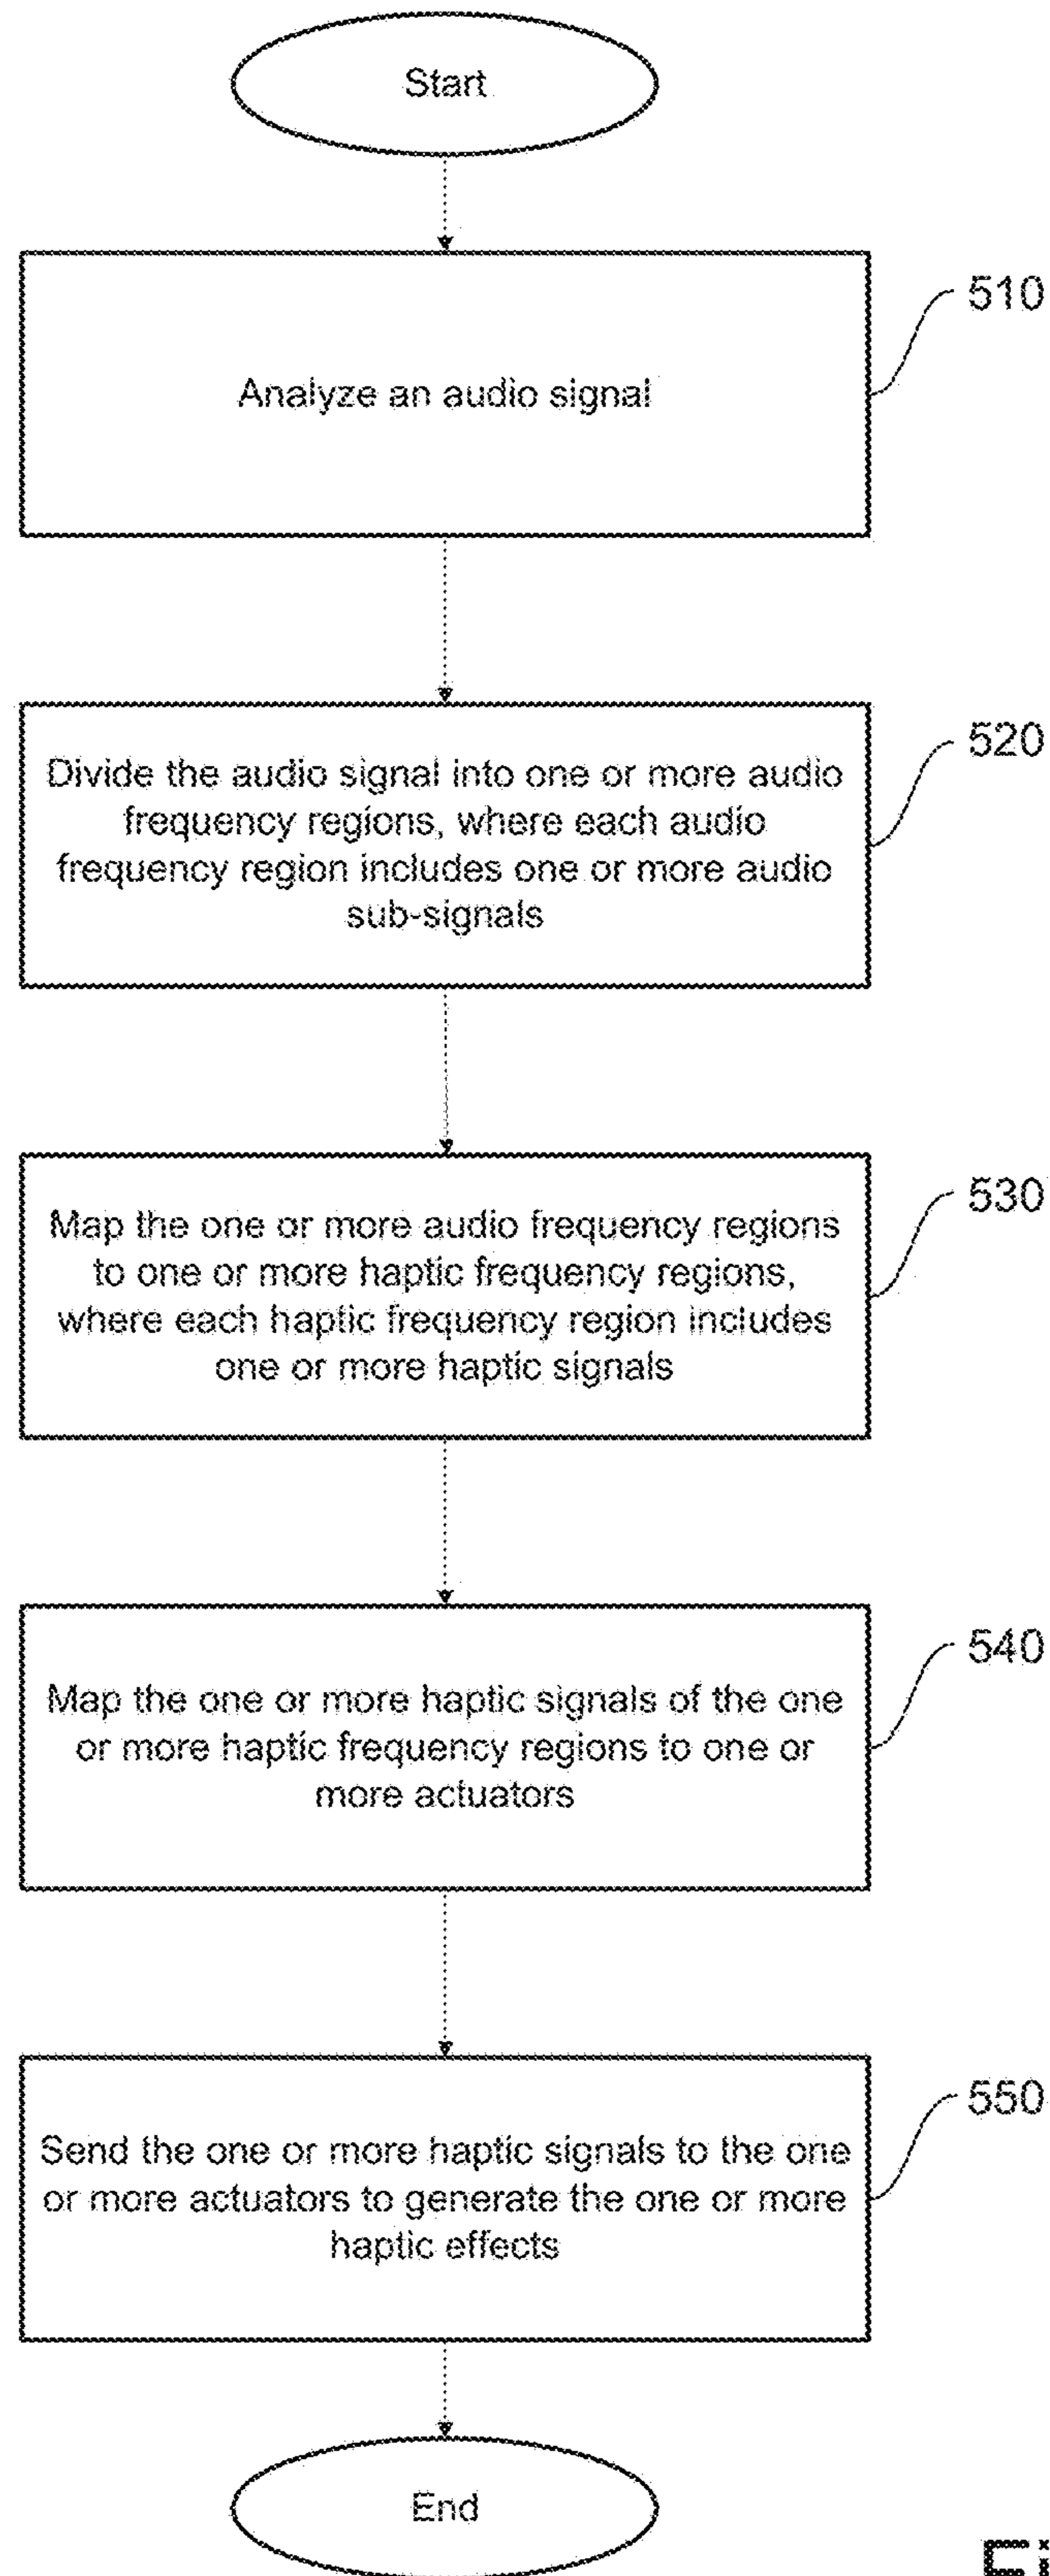 Start
510
Analyze an audio signal
520
Divide the audio signal into one or more audio
frequency regions, where each audio
frequency region includes one or more audio
sub-signals
530
Map the one or more audio frequency regions
to one or more haptic frequency regions,
where each haptic frequency region includes
one or more haptic signals
540
Map the one or more haptic signals of the one
or more haptic frequency regions to one or
more actuators
550
Send the one or more haptic signals to the one
or more actuators to generate the one or more
haptic effects
End